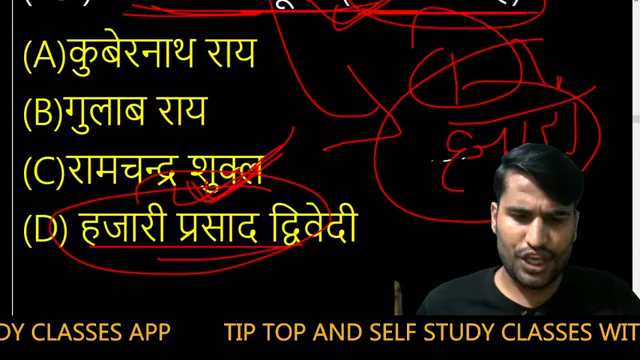 (A)कुबेरनाथ राय
(B)गुलाब राय
(C)रामचन्द्र शुक्ल
(D) हजारी प्रसाद द्विवेदी
DY CLASSES APP TIP TOP AND SELF STUDY CLASSES WIT